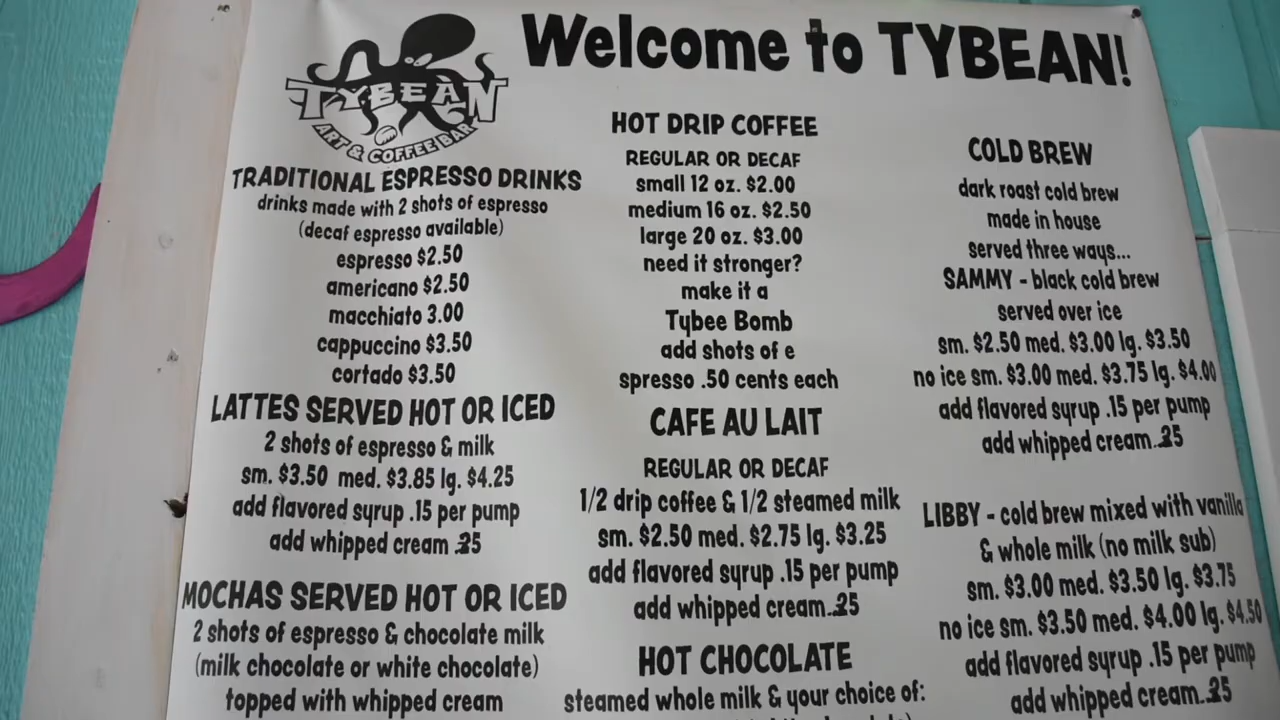 Welcome to TYBEAN!
TYBEAN
ART & COFFEE BAR
TRADITIONAL ESPRESSO DRINKS
drinks made with 2 shots of espresso
(decaf espresso available)
espresso $2.50
americano $2.50
macchiato 3.00
cappuccino $3.50
cortado $3.50
LATTES SERVED HOT OR ICED
2 shots of espresso & milk
sm. $3.50 med. $3.85 lg. $4.25
add flavored syrup .15 per pump
add whipped cream .35
MOCHAS SERVED HOT OR ICED
2 shots of espresso & chocolate milk
(milk chocolate or white chocolate)
topped with whipped cream
HOT DRIP COFFEE
REGULAR OR DECAF
small 12 oz. $2.00
medium 16 oz. $2.50
large 20 oz. $3.00
need it stronger?
make it a
Tybee Bomb
add shots of e
spresso .50 cents each
CAFE AU LAIT
REGULAR OR DECAF
1/2 drip coffee & 1/2 steamed milk
sm. $2.50 med. $2.75 lg. $3.25
add flavored syrup .15 per pump
add whipped cream..35
HOT CHOCOLATE
steamed whole milk & your choice of:
COLD BREW
dark roast cold brew
made in house
served three ways...
SAMMY - black cold brew
served over ice
sm. $2.50 med. $3.00 lg. $3.50
no ice sm. $3.00 med. $3.75 lg. $4.00
add flavored syrup .15 per pump
add whipped cream..35
LIBBY - cold brew mixed with vanilla
& whole milk (no milk sub)
sm. $3.00 med. $3.50 lg. $3.75
no ice sm. $3.50 med. $4.00 lg. $4.50
add flavored syrup .15 per pump
add whipped cream..35